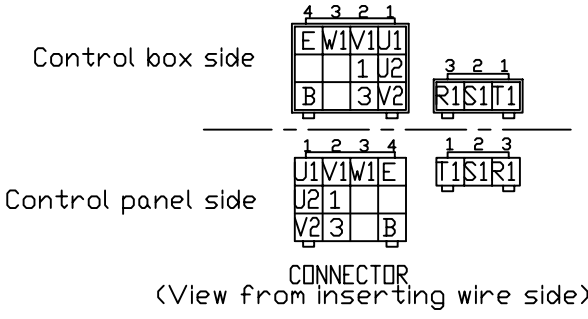 4 3 2 1
E W1 V1 U1
Control box side
1 U2
3 2 1
B 3 V2
R1 S1 T1
1 2 3 4
1 2 3
U1 V1 W1 E
T1 S1 R1
Control panel side
U2 1
V2 3 B
CONNECTOR
(View from inserting wire side)